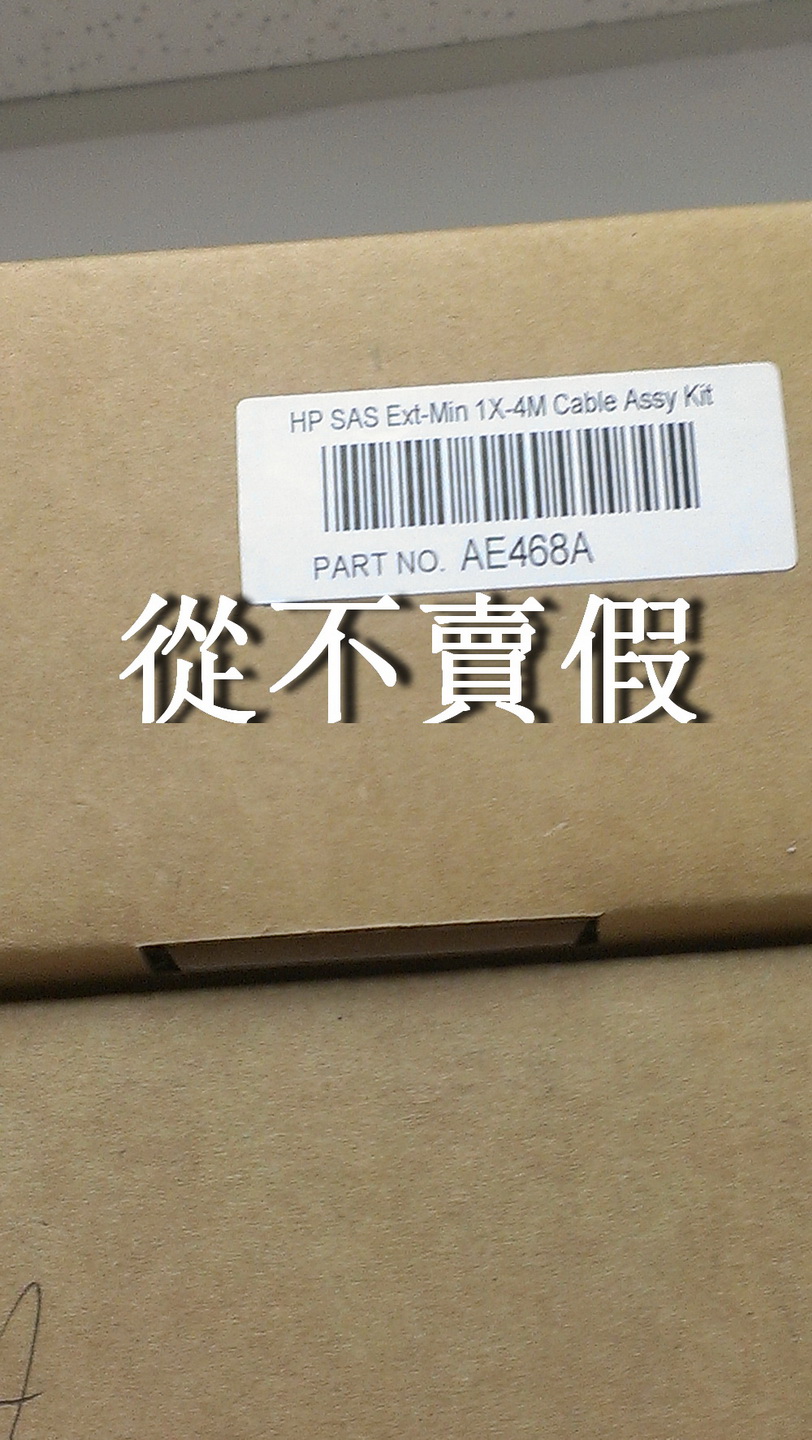 HP SAS Ext-Min 1X-4M Cable Assy Kit
PART NO. AE468A
從不賣假